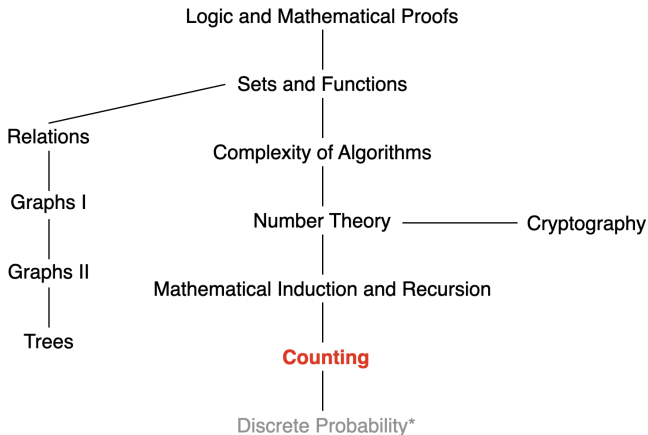 Logic and Mathematical Proofs
Sets and Functions
Relations
Complexity of Algorithms
Graphs I
Number Theory
Cryptography
Graphs II
Mathematical Induction and Recursion
Trees
Counting
Discrete Probability*